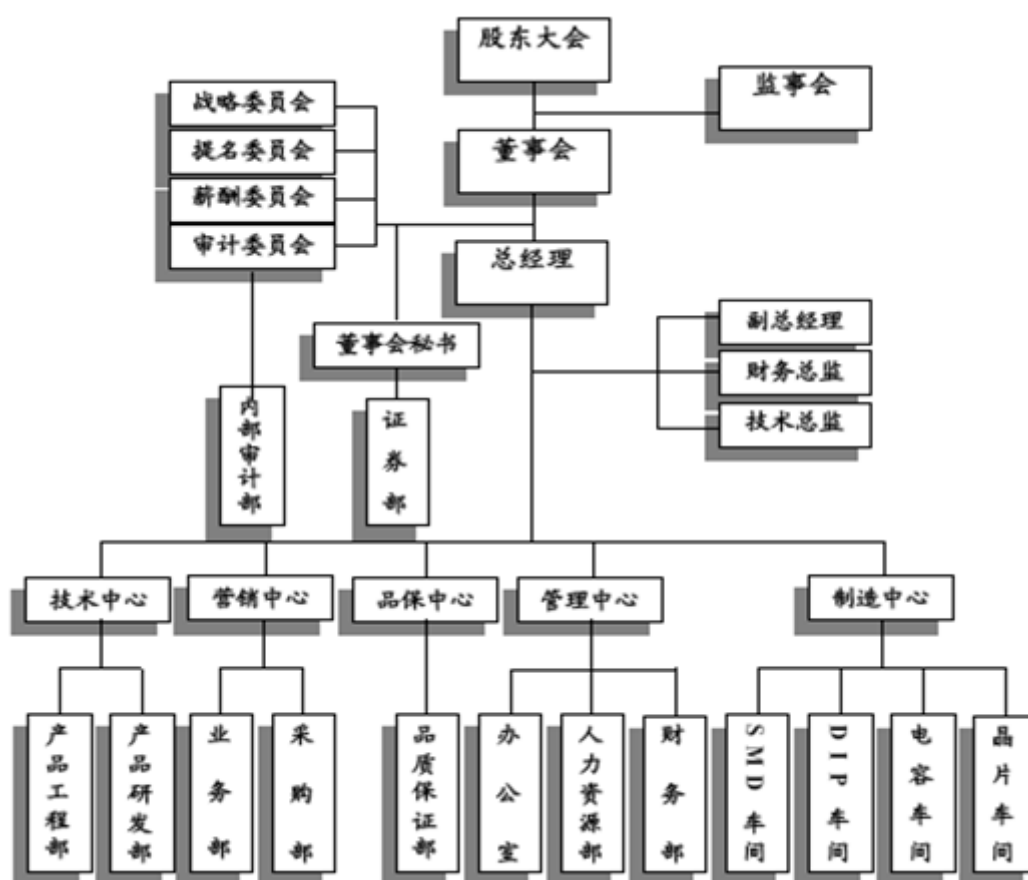 股东大会
监事会
战略委员会
提名委员会
董事会
薪酬委员会
审计委员会
总经理
副总经理
董事会秘书
财务总监
技术总监
内部审计部
证券部
技术中心
营销中心
品保中心
管理中心
制造中心
产品工程部
产品研发部
业务部
采购部
品质保证部
办公室
人力资源部
财务部
SMD车间
DIP车间
电容车间
晶片车间